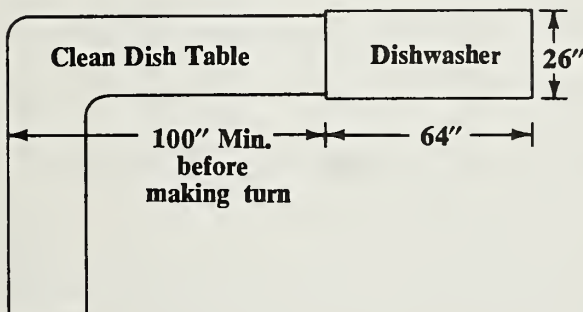 Clean Dish Table
Dishwasher
26"
100" Min.
before
making turn
64"